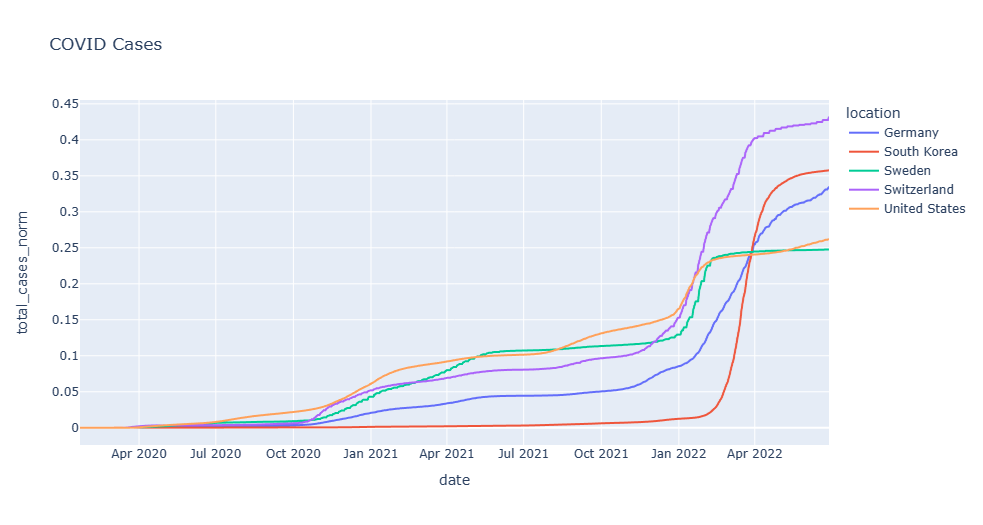 COVID Cases
total_cases_norm
0.45
0.4
0.35
0.3
0.25
0.2
0.15
0.1
0.05
0
Apr 2020
Jul 2020
Oct 2020
Jan 2021
Apr 2021
Jul 2021
Oct 2021
Jan 2022
Apr 2022
date
location
Germany
South Korea
Sweden
Switzerland
United States